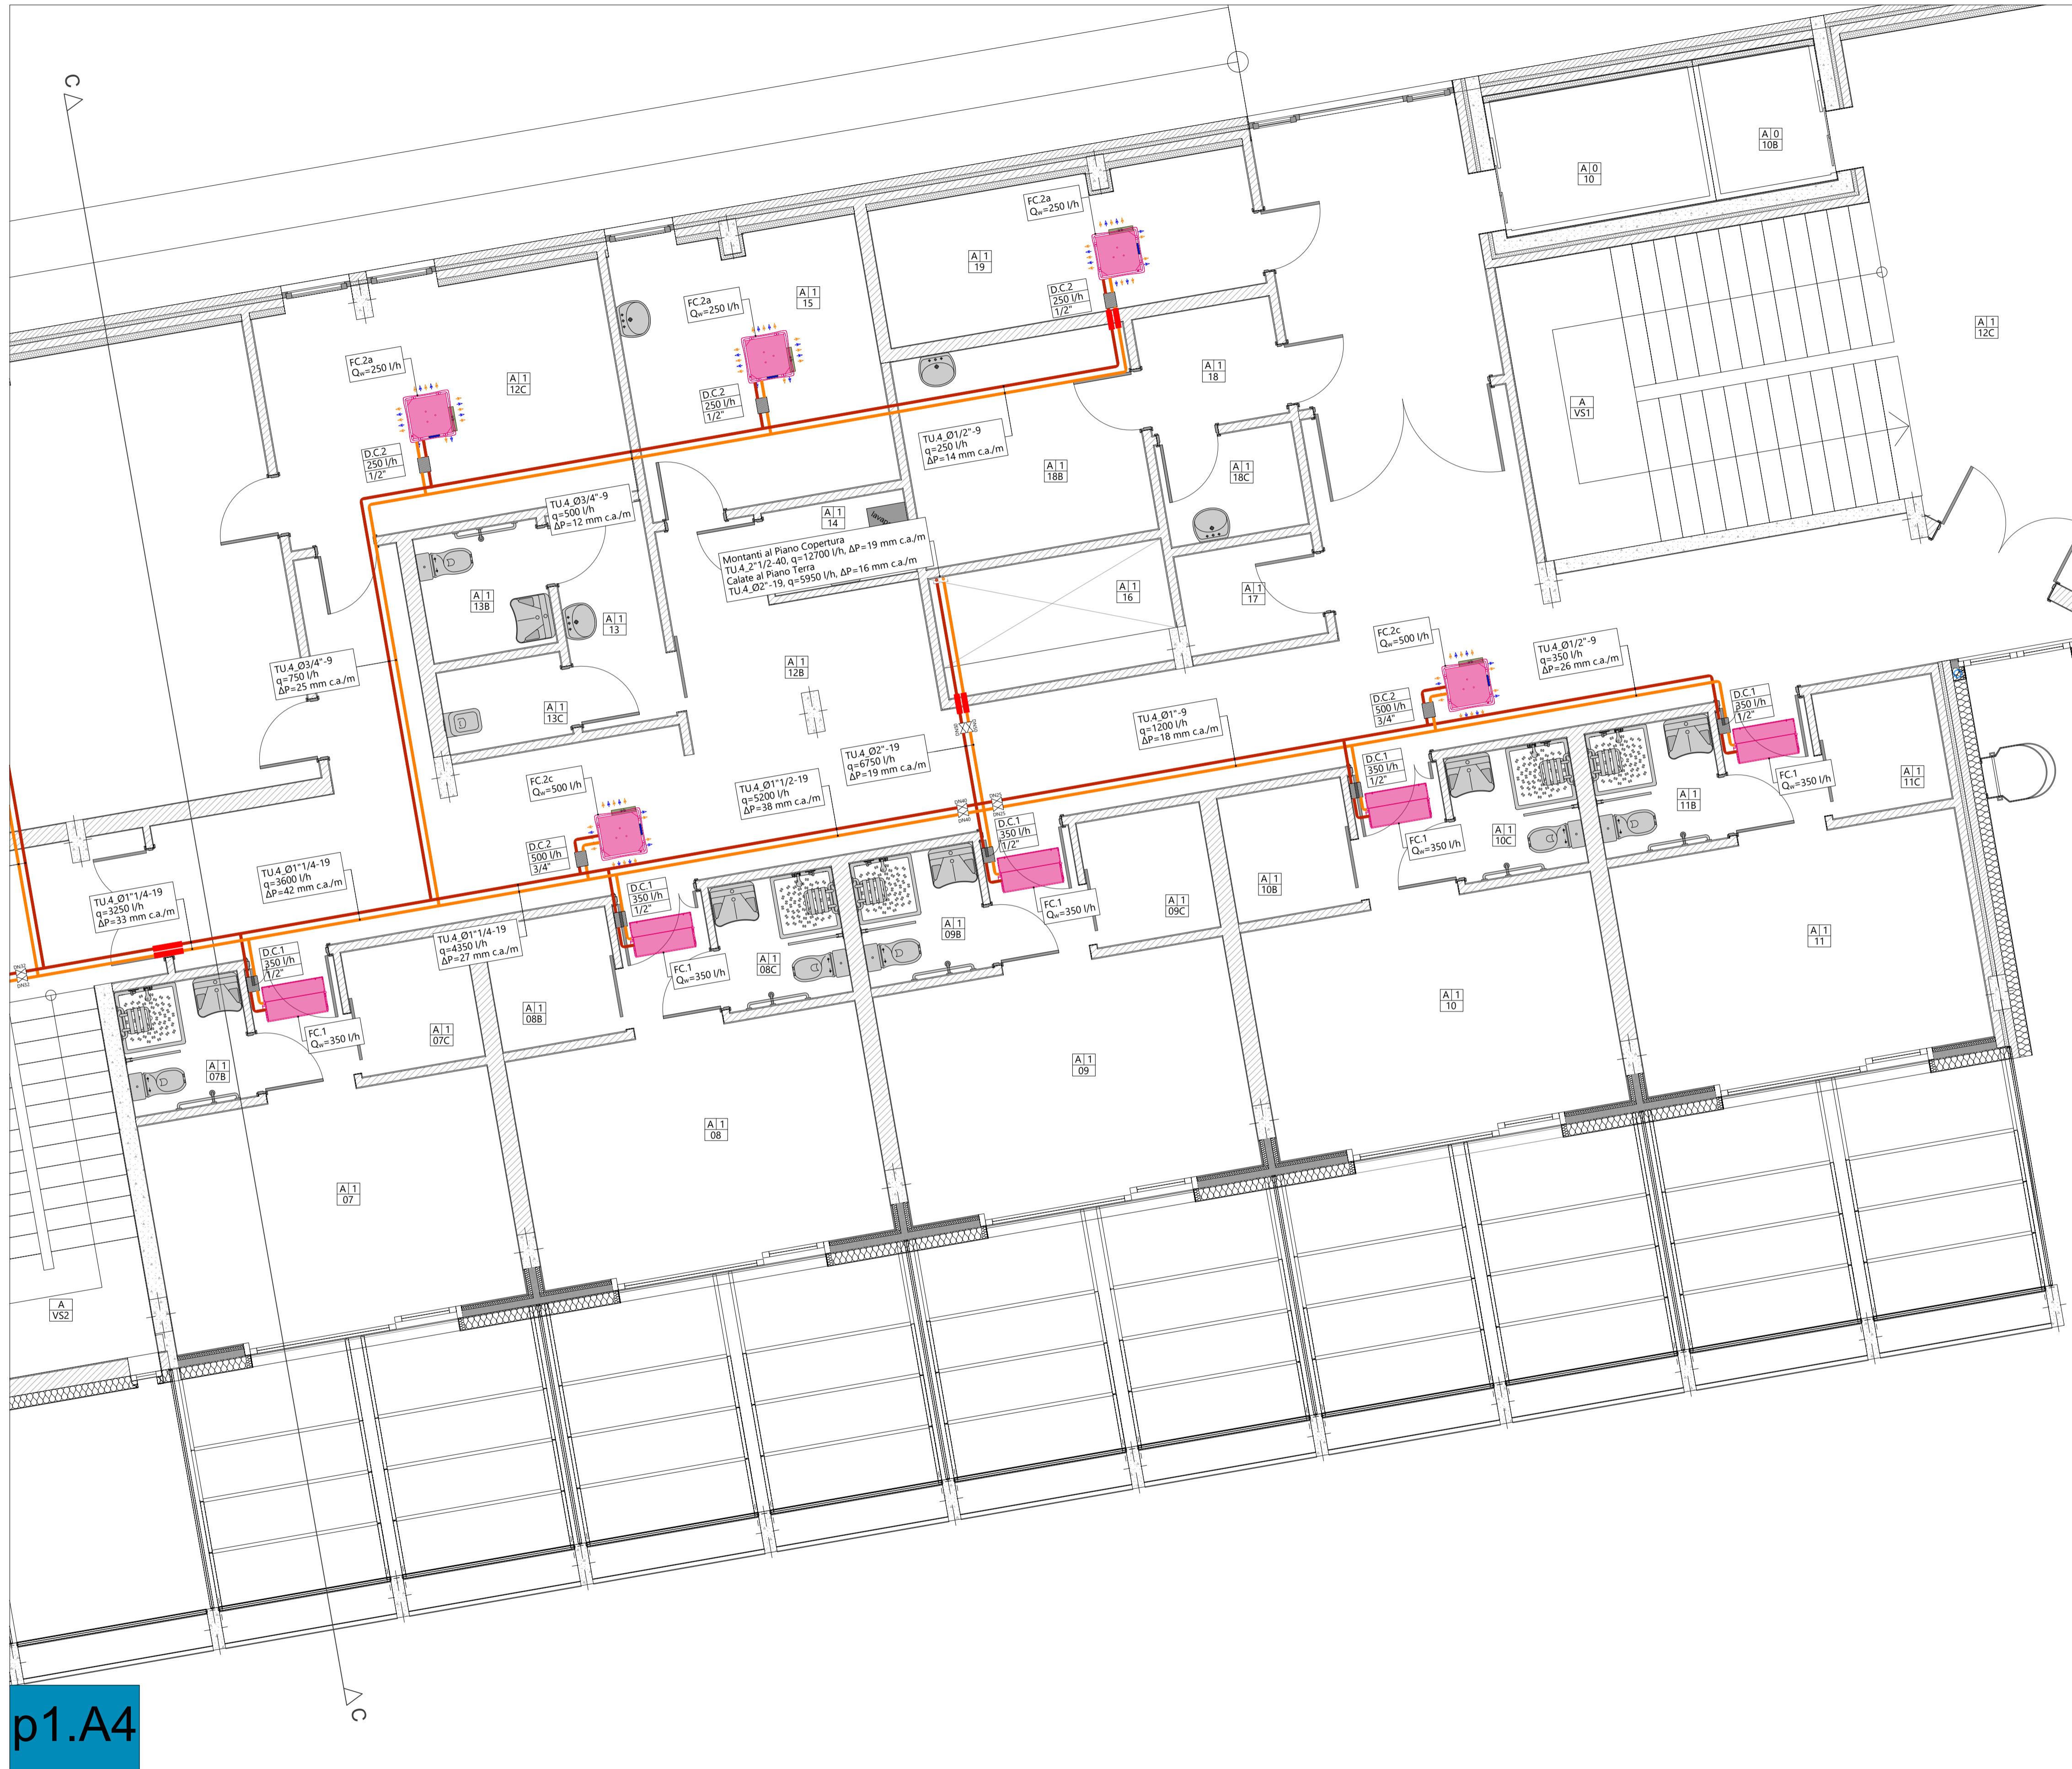 C
A 0
10B
A 0
10
FC.2a
Qw=250 l/h
A 1
19
A 1
12C
D.C.2
250 l/h
1/2"
FC.2a
Qw=250 l/h
A 1
15
FC.2a
Qw=250 l/h
A 1
12C
D.C.2
250 l/h
1/2"
A 1
18
A
VS1
D.C.2
250 l/h
1/2"
TU.4_Ø1/2"-9
q=250 l/h
ΔP=14 mm c.a./m
A 1
18B
A 1
18C
TU.4_Ø3/4"-9
q=500 l/h
ΔP=12 mm c.a./m
A 1
14
Montanti al Piano Copertura
TU.4_2"1/2-40, q=12700 l/h, ΔP=19 mm c.a./m
Calate al Piano Terra
TU.4_Ø2"-19, q=5950 l/h, ΔP=16 mm c.a./m
A 1
13B
A 1
13
A 1
16
A 1
17
TU.4_Ø3/4"-9
q=750 l/h
ΔP=25 mm c.a./m
A 1
12B
A 1
13C
FC.2c
Qw=500 l/h
TU.4_Ø1/2"-9
q=350 l/h
ΔP=26 mm c.a./m
D.C.2
500 l/h
3/4"
D.C.1
350 l/h
1/2"
FC.1
Qw=350 l/h
A 1
11C
TU.4_Ø1"-9
q=1200 l/h
ΔP=18 mm c.a./m
TU.4_Ø2"-19
q=6750 l/h
ΔP=19 mm c.a./m
TU.4_Ø1"1/2-19
q=5200 l/h
ΔP=38 mm c.a./m
FC.2c
Qw=500 l/h
D.C.1
350 l/h
1/2"
FC.1
Qw=350 l/h
A 1
11B
A 1
10C
DN40
DN40
DN25
DN25
D.C.1
350 l/h
1/2"
FC.1
Qw=350 l/h
D.C.2
500 l/h
3/4"
A 1
10B
A 1
09C
A 1
09B
A 1
11
TU.4_Ø1"1/4-19
q=3600 l/h
ΔP=42 mm c.a./m
TU.4_Ø1"1/4-19
q=3250 l/h
ΔP=33 mm c.a./m
D.C.1
350 l/h
1/2"
FC.1
Qw=350 l/h
A 1
08C
TU.4_Ø1"1/4-19
q=4350 l/h
ΔP=27 mm c.a./m
DN32
DN32
D.C.1
350 l/h
1/2"
FC.1
Qw=350 l/h
A 1
08B
A 1
07C
A 1
07B
A 1
10
A 1
09
A 1
08
A 1
07
A
VS2
C
p1.A4